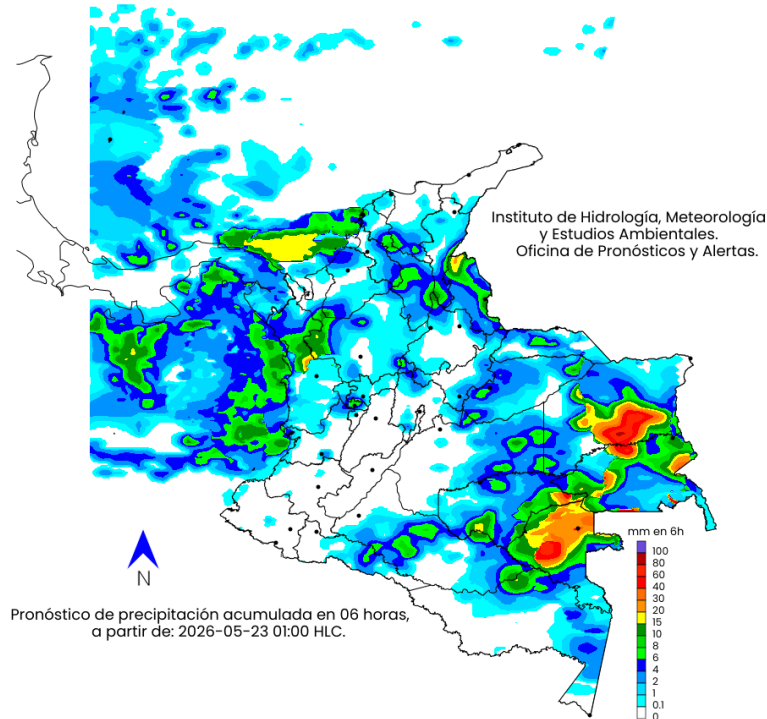 Instituto de Hidrología, Meteorología
y Estudios Ambientales.
Oficina de Pronósticos y Alertas.
mm en 6h
100
80
60
40
30
20
15
10
8
6
4
2
1
0.1
0
N
Pronóstico de precipitación acumulada en 06 horas,
a partir de: 2026-05-23 01:00 HLC.